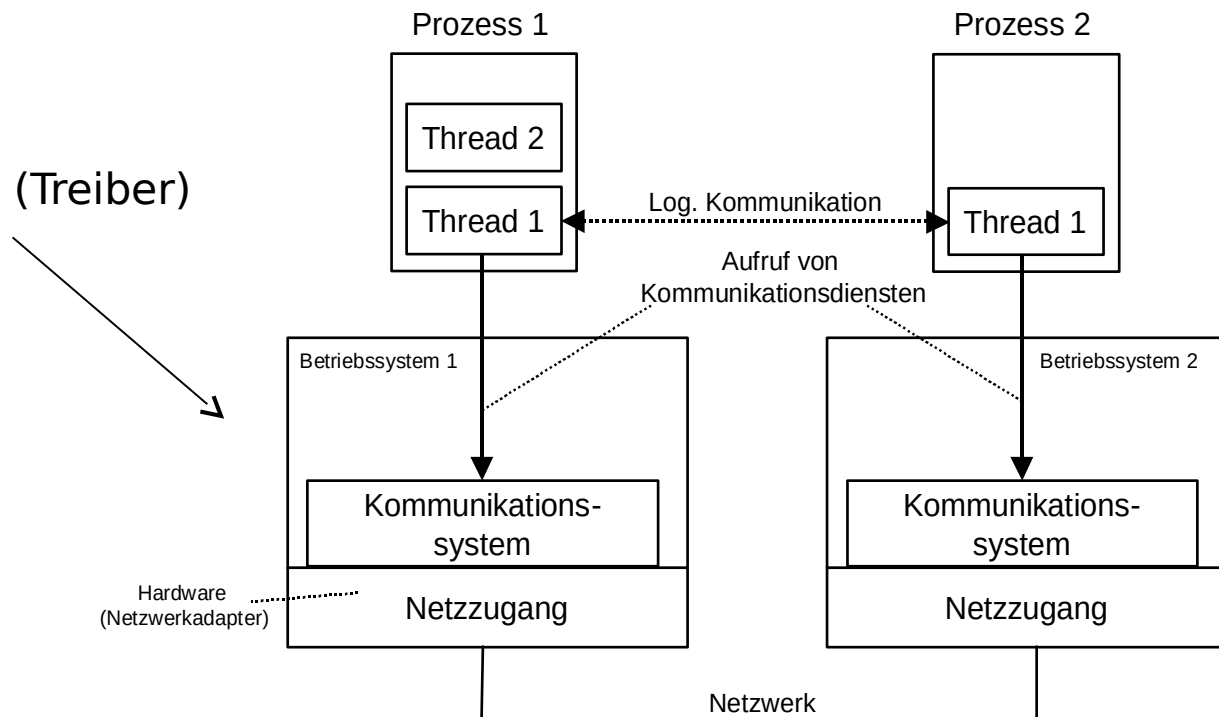 Prozess 1
Prozess 2
Thread 2
(Treiber)
Thread 1
Log. Kommunikation
Thread 1
Aufruf von
Kommunikationsdiensten
Betriebssystem 1
Betriebssystem 2
Kommunikations-
system
Kommunikations-
system
Hardware
(Netzwerkadapter)
Netzzugang
Netzzugang
Netzwerk